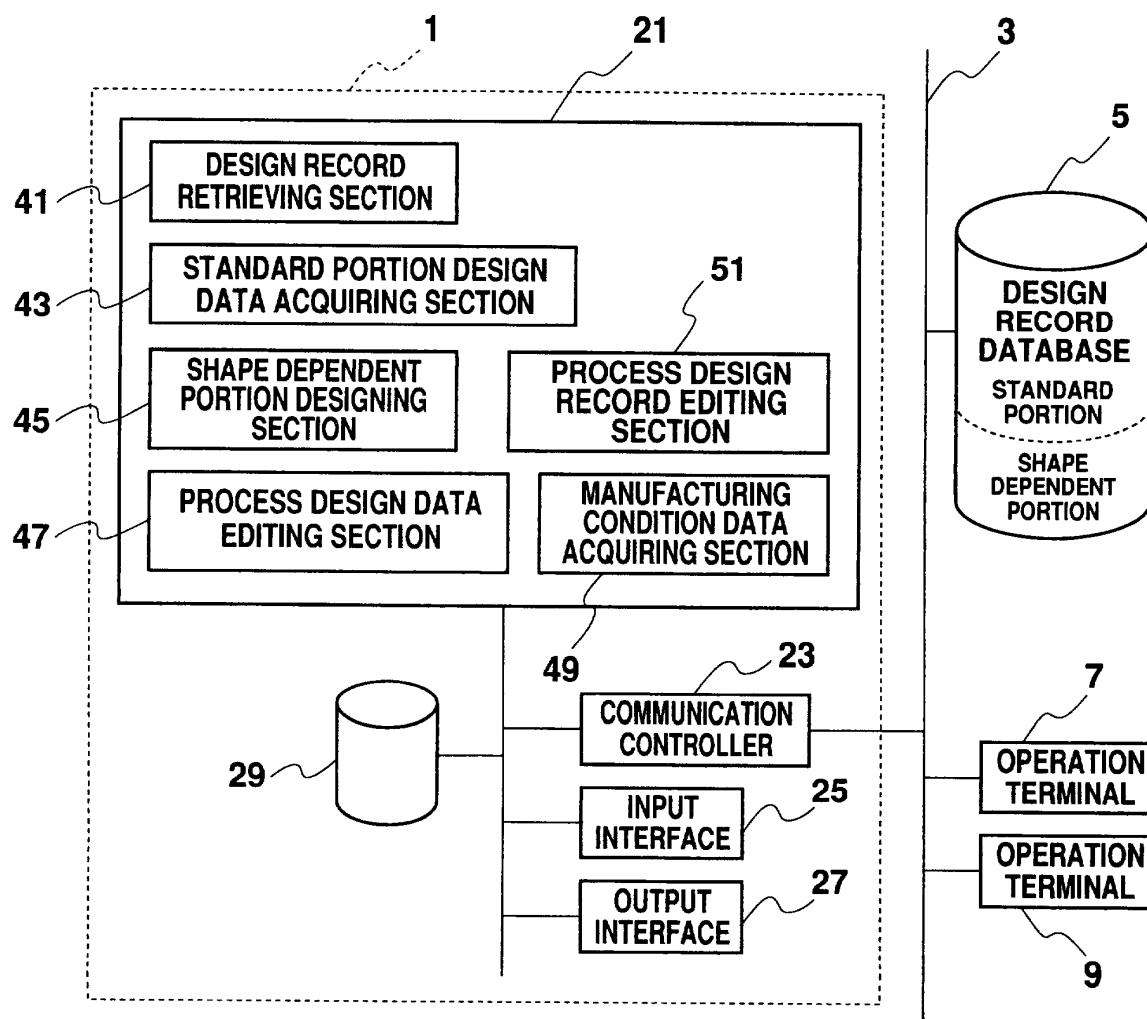 1
21
3
5
DESIGN RECORD
RETRIEVING SECTION
41
STANDARD PORTION DESIGN
DATA ACQUIRING SECTION
43
51
DESIGN
RECORD
DATABASE
STANDARD
PORTION
SHAPE
DEPENDENT
PORTION
SHAPE DEPENDENT
PORTION DESIGNING
SECTION
45
PROCESS DESIGN
RECORD EDITING
SECTION
PROCESS DESIGN DATA
EDITING SECTION
47
MANUFACTURING
CONDITION DATA
ACQUIRING SECTION
49
23
COMMUNICATION
CONTROLLER
7
OPERATION
TERMINAL
29
25
INPUT
INTERFACE
OPERATION
TERMINAL
9
27
OUTPUT
INTERFACE